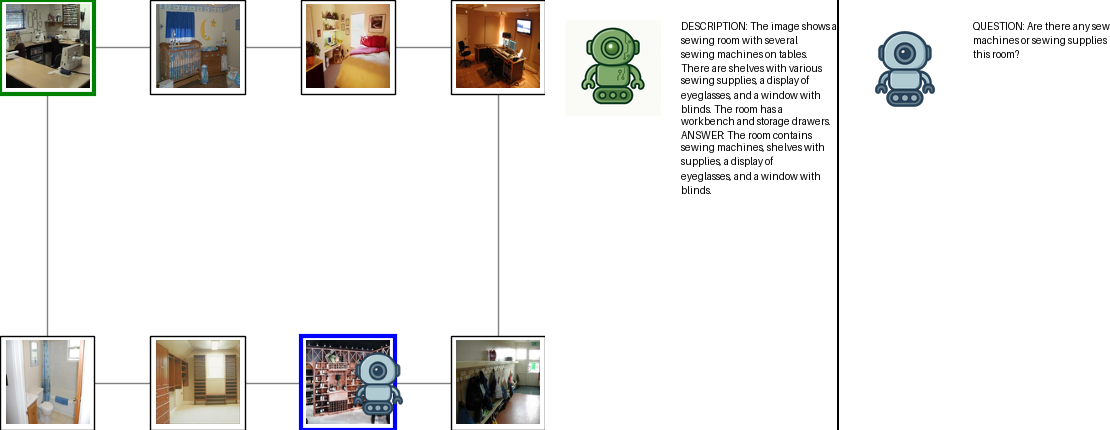 DESCRIPTION: The image shows a
sewing room with several
sewing machines on tables.
There are shelves with various
sewing supplies, a display of
eyeglasses, and a window with
blinds. The room has a
workbench and storage drawers.
ANSWER: The room contains
sewing machines, shelves with
supplies, a display of
eyeglasses, and a window with
blinds.
QUESTION: Are there any sew
machines or sewing supplies
this room?